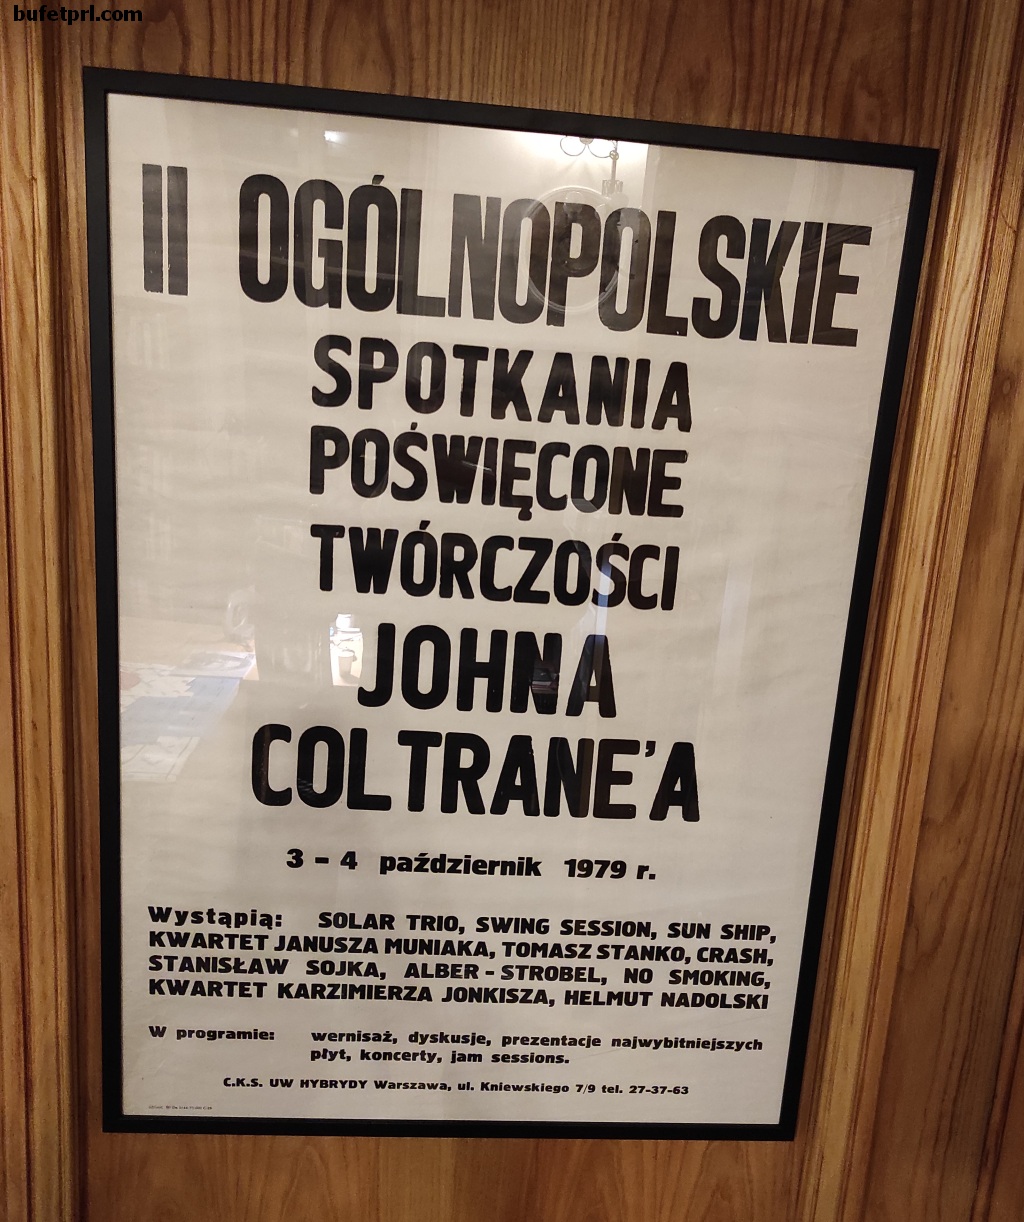 bufetprl.com
II OGÓLNOPOLSKIE
SPOTKANIA
POŚWIĘCONE
TWÓRCZOŚCI
JOHNA
COLTRANE'A
3 - 4 październik 1979 r.
Wystąpią: SOLAR TRIO, SWING SESSION, SUN SHIP,
KWARTET JANUSZA MUNIAKA, TOMASZ STANKO, CRASH,
STANISŁAW SOJKA, ALBER - STROBEL, NO SMOKING,
KWARTET KARZIMIERZA JONKISZA, HELMUT NADOLSKI
W programie: wernisaż, dyskusje, prezentacje najwybitniejszych
płyt, koncerty, jam sessions.
C.K.S. UW HYBRYDY Warszawa, ul. Kniewskiego 7/9 tel. 27-37-63